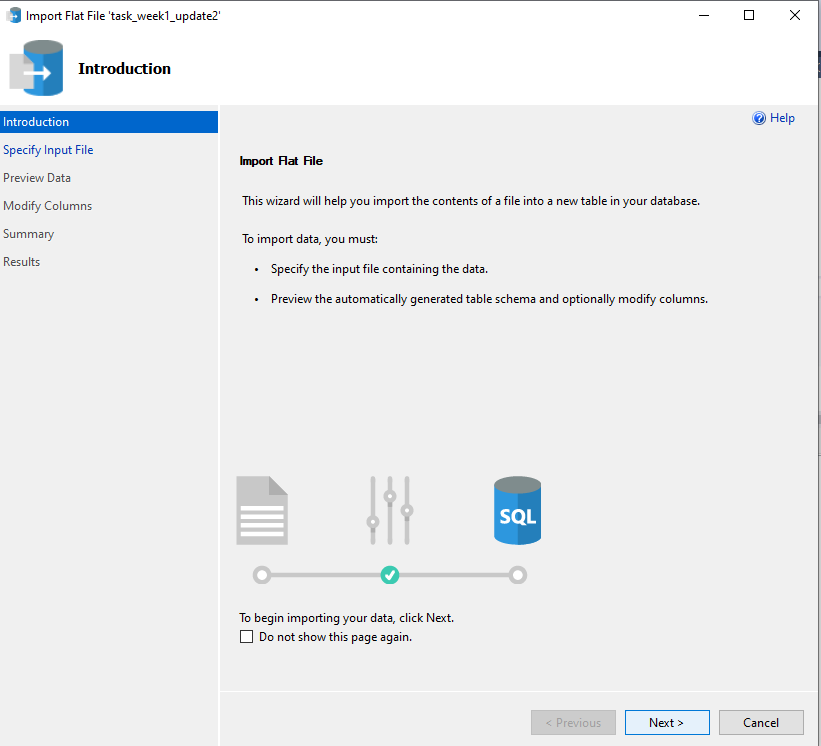 Import Flat File 'task_week1_update2'
Introduction
Introduction
Specify Input File
Preview Data
Modify Columns
Summary
Results
? Help
Import Flat File
This wizard will help you import the contents of a file into a new table in your database.
To import data, you must:
• Specify the input file containing the data.
• Preview the automatically generated table schema and optionally modify columns.
SQL
To begin importing your data, click Next.
Do not show this page again.
< Previous
Next >
Cancel